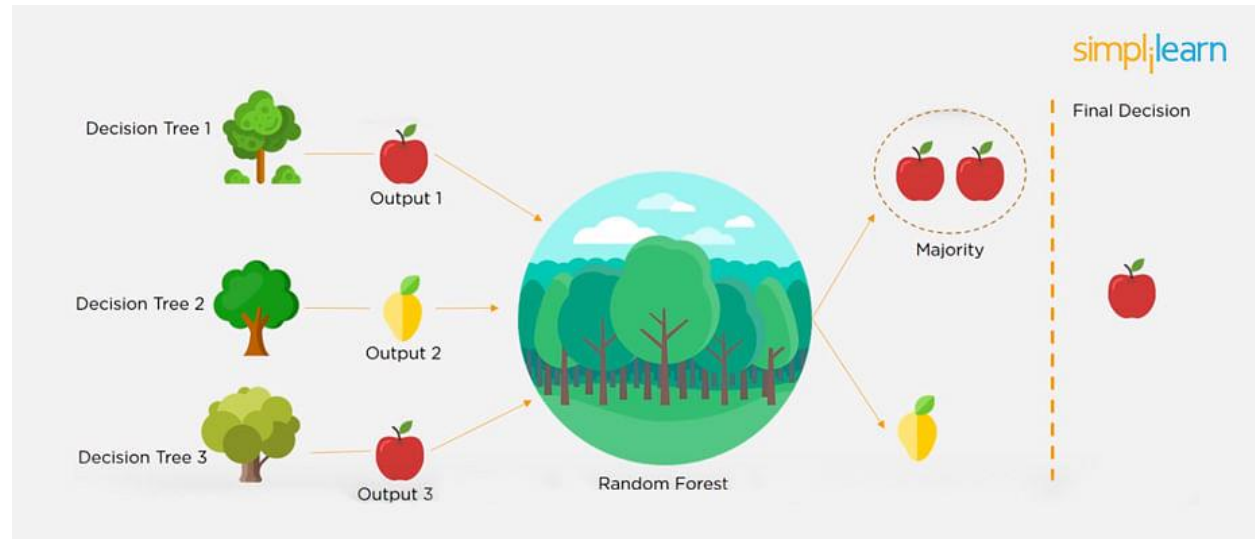 simplilearn
Decision Tree 1
Output 1
Decision Tree 2
Output 2
Decision Tree 3
Output 3
Random Forest
Majority
Final Decision